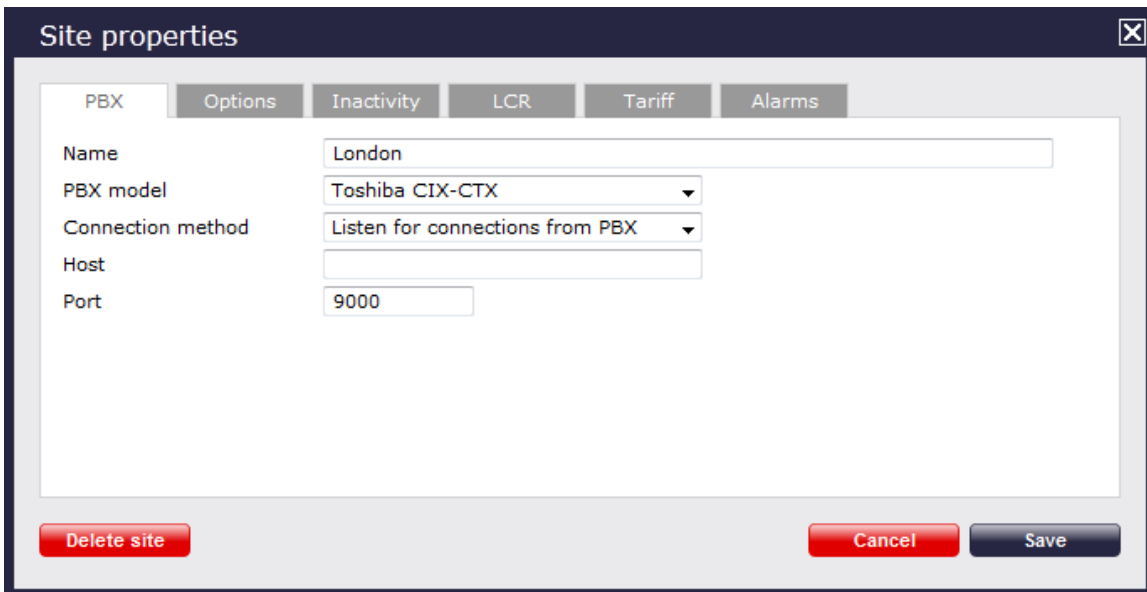 Site properties
PBX Options Inactivity LCR Tariff Alarms
Name London
PBX model Toshiba CIX-CTX
Connection method Listen for connections from PBX
Host
Port 9000
Delete site Cancel Save